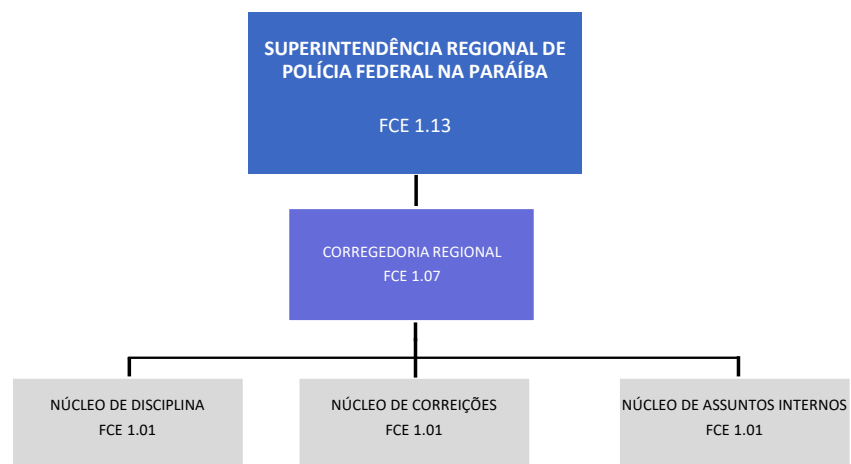 SUPERINTENDÊNCIA REGIONAL DE
POLÍCIA FEDERAL NA PARÁÍBA
FCE 1.13
CORREGEDORIA REGIONAL
FCE 1.07
NÚCLEO DE DISCIPLINA
FCE 1.01
NÚCLEO DE CORREIÇÕES
FCE 1.01
NÚCLEO DE ASSUNTOS INTERNOS
FCE 1.01